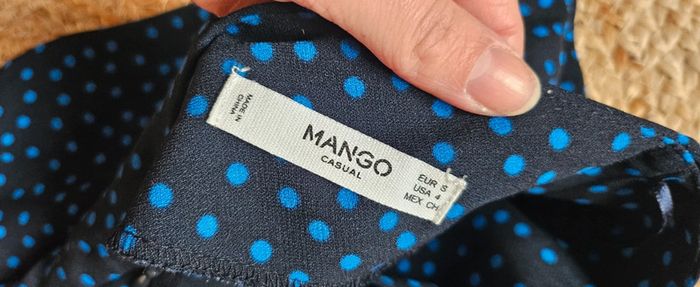 MADE IN
CHINA
MANGO
CASUAL
EUR S
USA 4
MEX CH